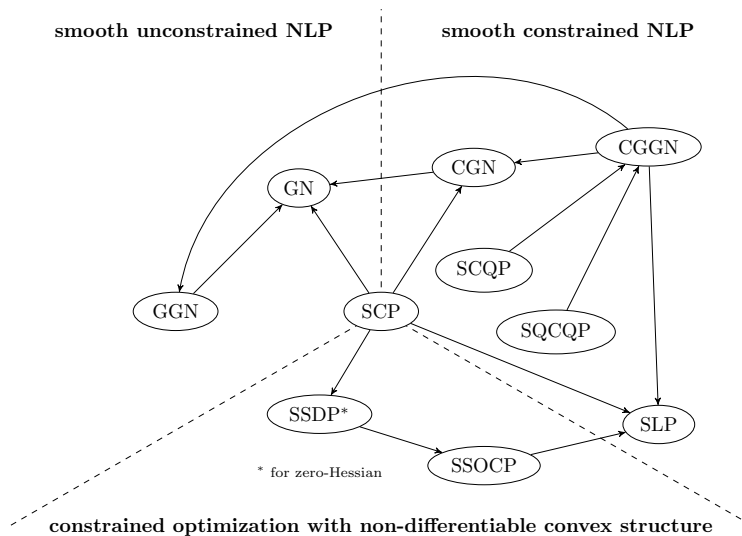 smooth unconstrained NLP
smooth constrained NLP
CGGN
CGN
GN
SCQP
GGN
SCP
SQCQP
SSDP*
SLP
SSOCP
* for zero-Hessian
constrained optimization with non-differentiable convex structure